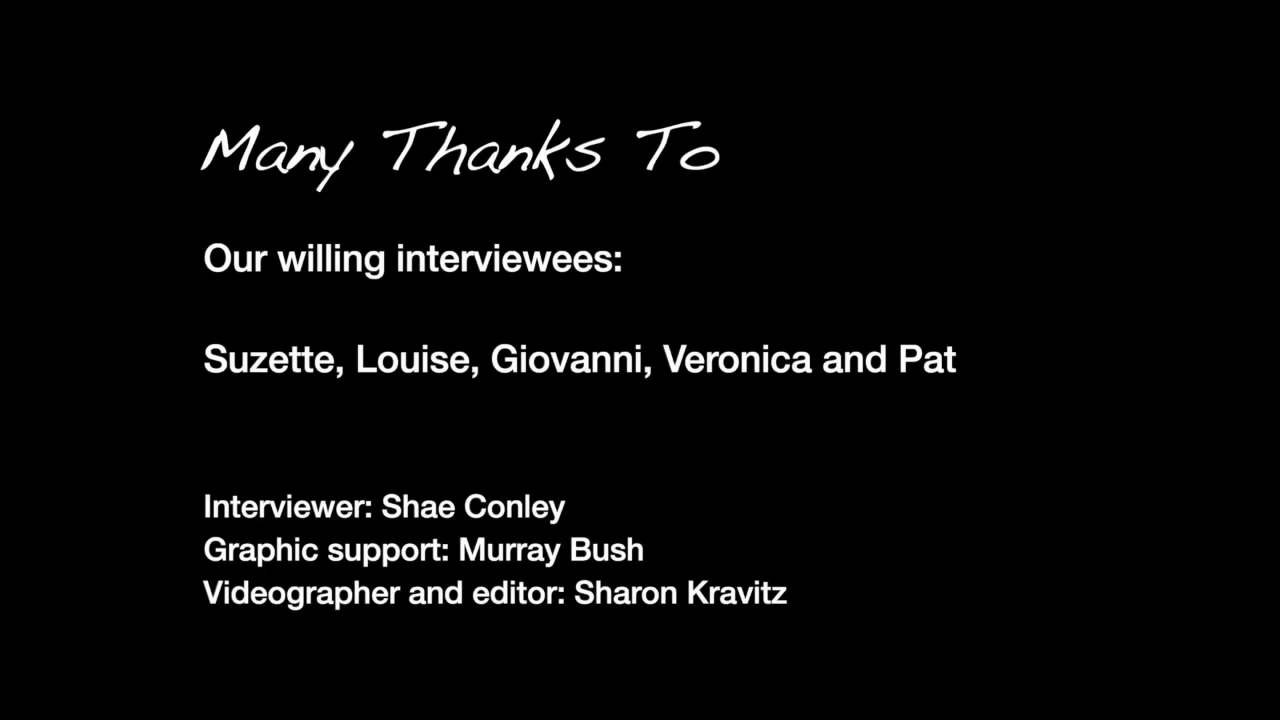 Many Thanks To
Our willing interviewees:
Suzette, Louise, Giovanni, Veronica and Pat
Interviewer: Shae Conley
Graphic support: Murray Bush
Videographer and editor: Sharon Kravitz